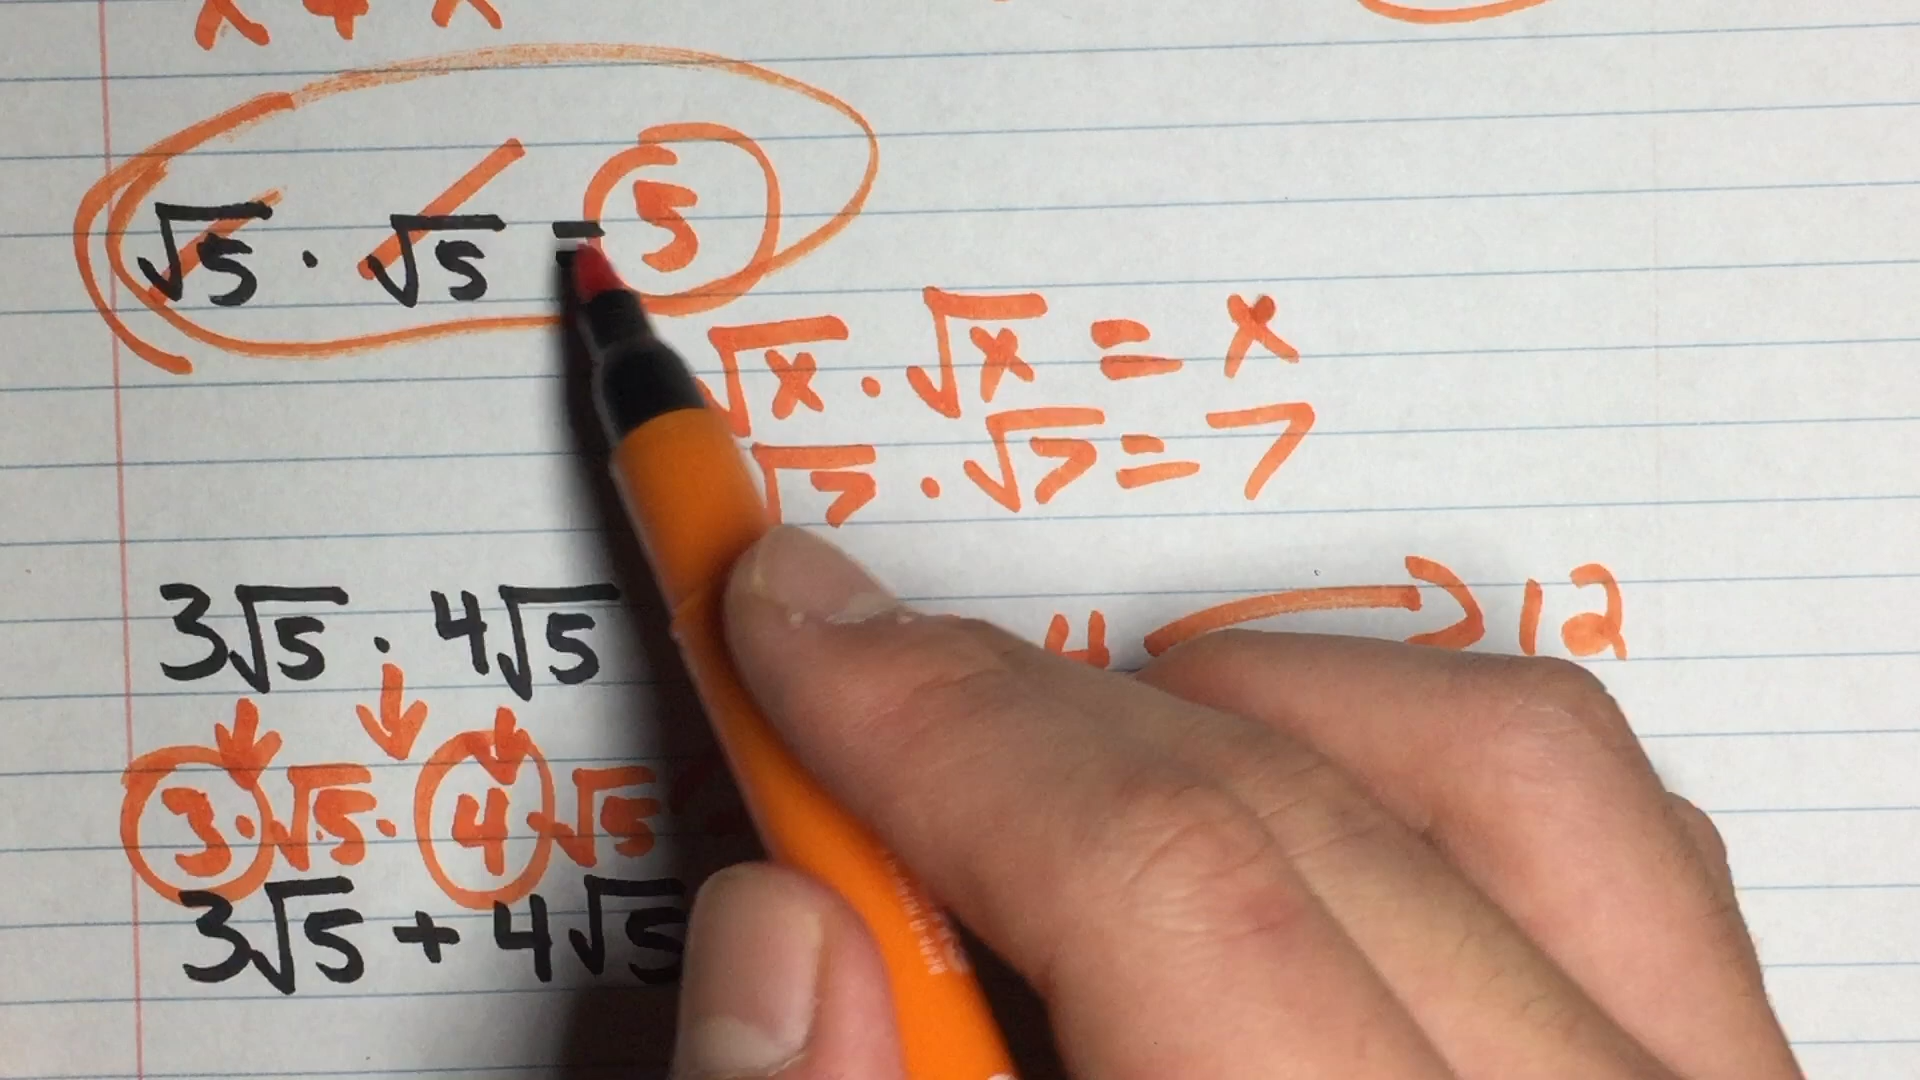 x + x
√5 · √5 = 5
√x · √x = x
√7 · √7 = 7
3√5 · 4√5
4 → 12
3 · √5 · 4 · √5
3√5 + 4√5